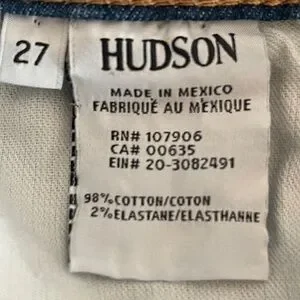 27
HUDSON
MADE IN MEXICO
FABRIQUÉ AU MEXIQUE
RN# 107906
CA# 00635
EIN# 20-3082491
98% COTTON/COTON
2% ELASTANE/ELASTHANNE